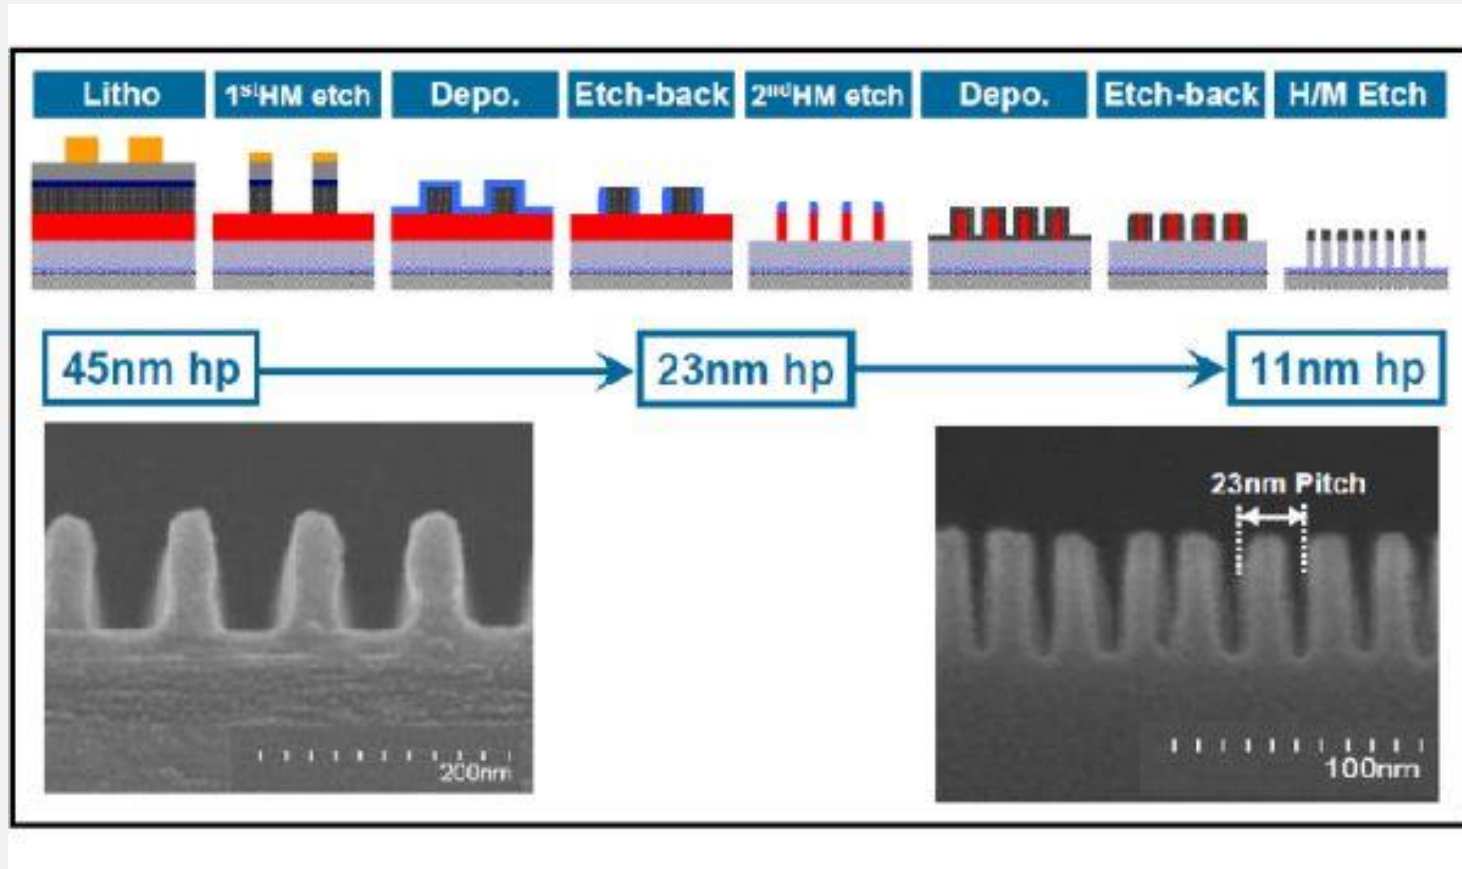 Litho
1stHM etch
Depo.
Etch-back
2ndHM etch
Depo.
Etch-back
H/M Etch
45nm hp
23nm hp
11nm hp
23nm Pitch
200nm
100nm